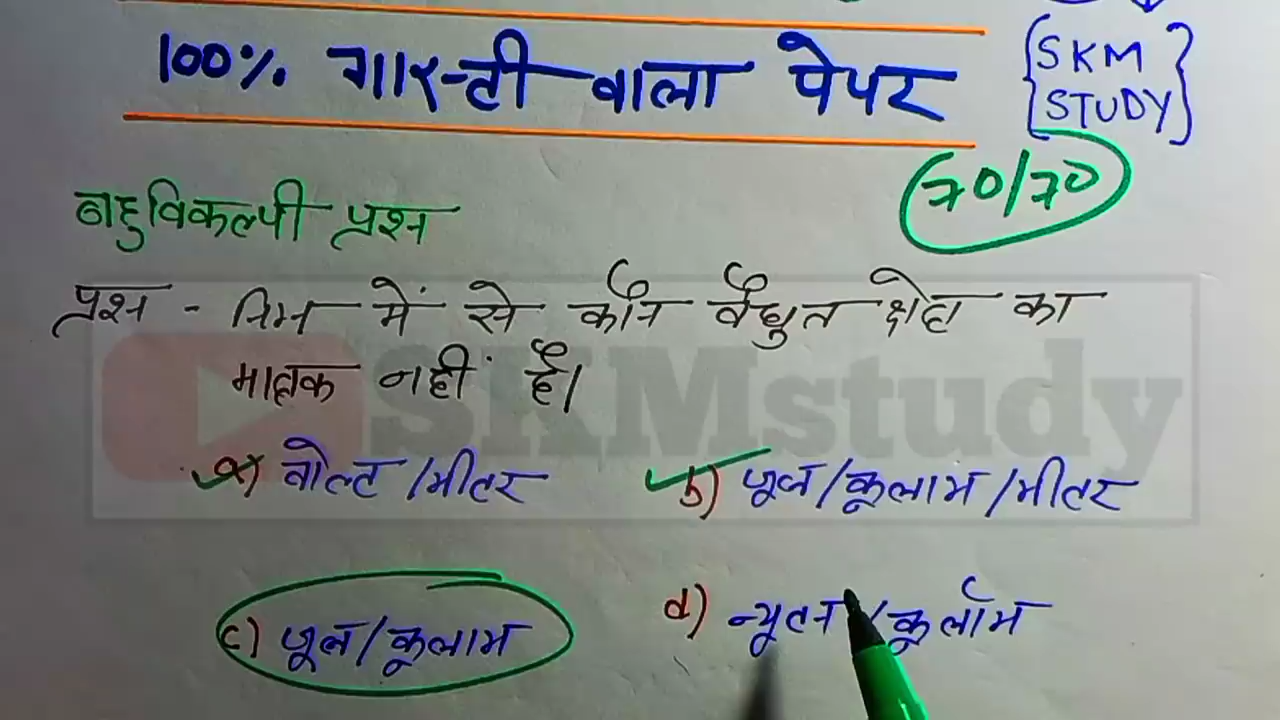 100% गारन्टी वाला पेपर
{SKM STUDY}
70/70
बहुविकल्पी प्रश्न
प्रश्न - निम्न में से कौन वैद्युत क्षेत्र का
मात्रक नहीं है।
a) वोल्ट /मीटर
b) जूल/कूलाम /मीटर
c) जूल/कूलाम
d) न्यूटन/कूलॉम
SKMstudy